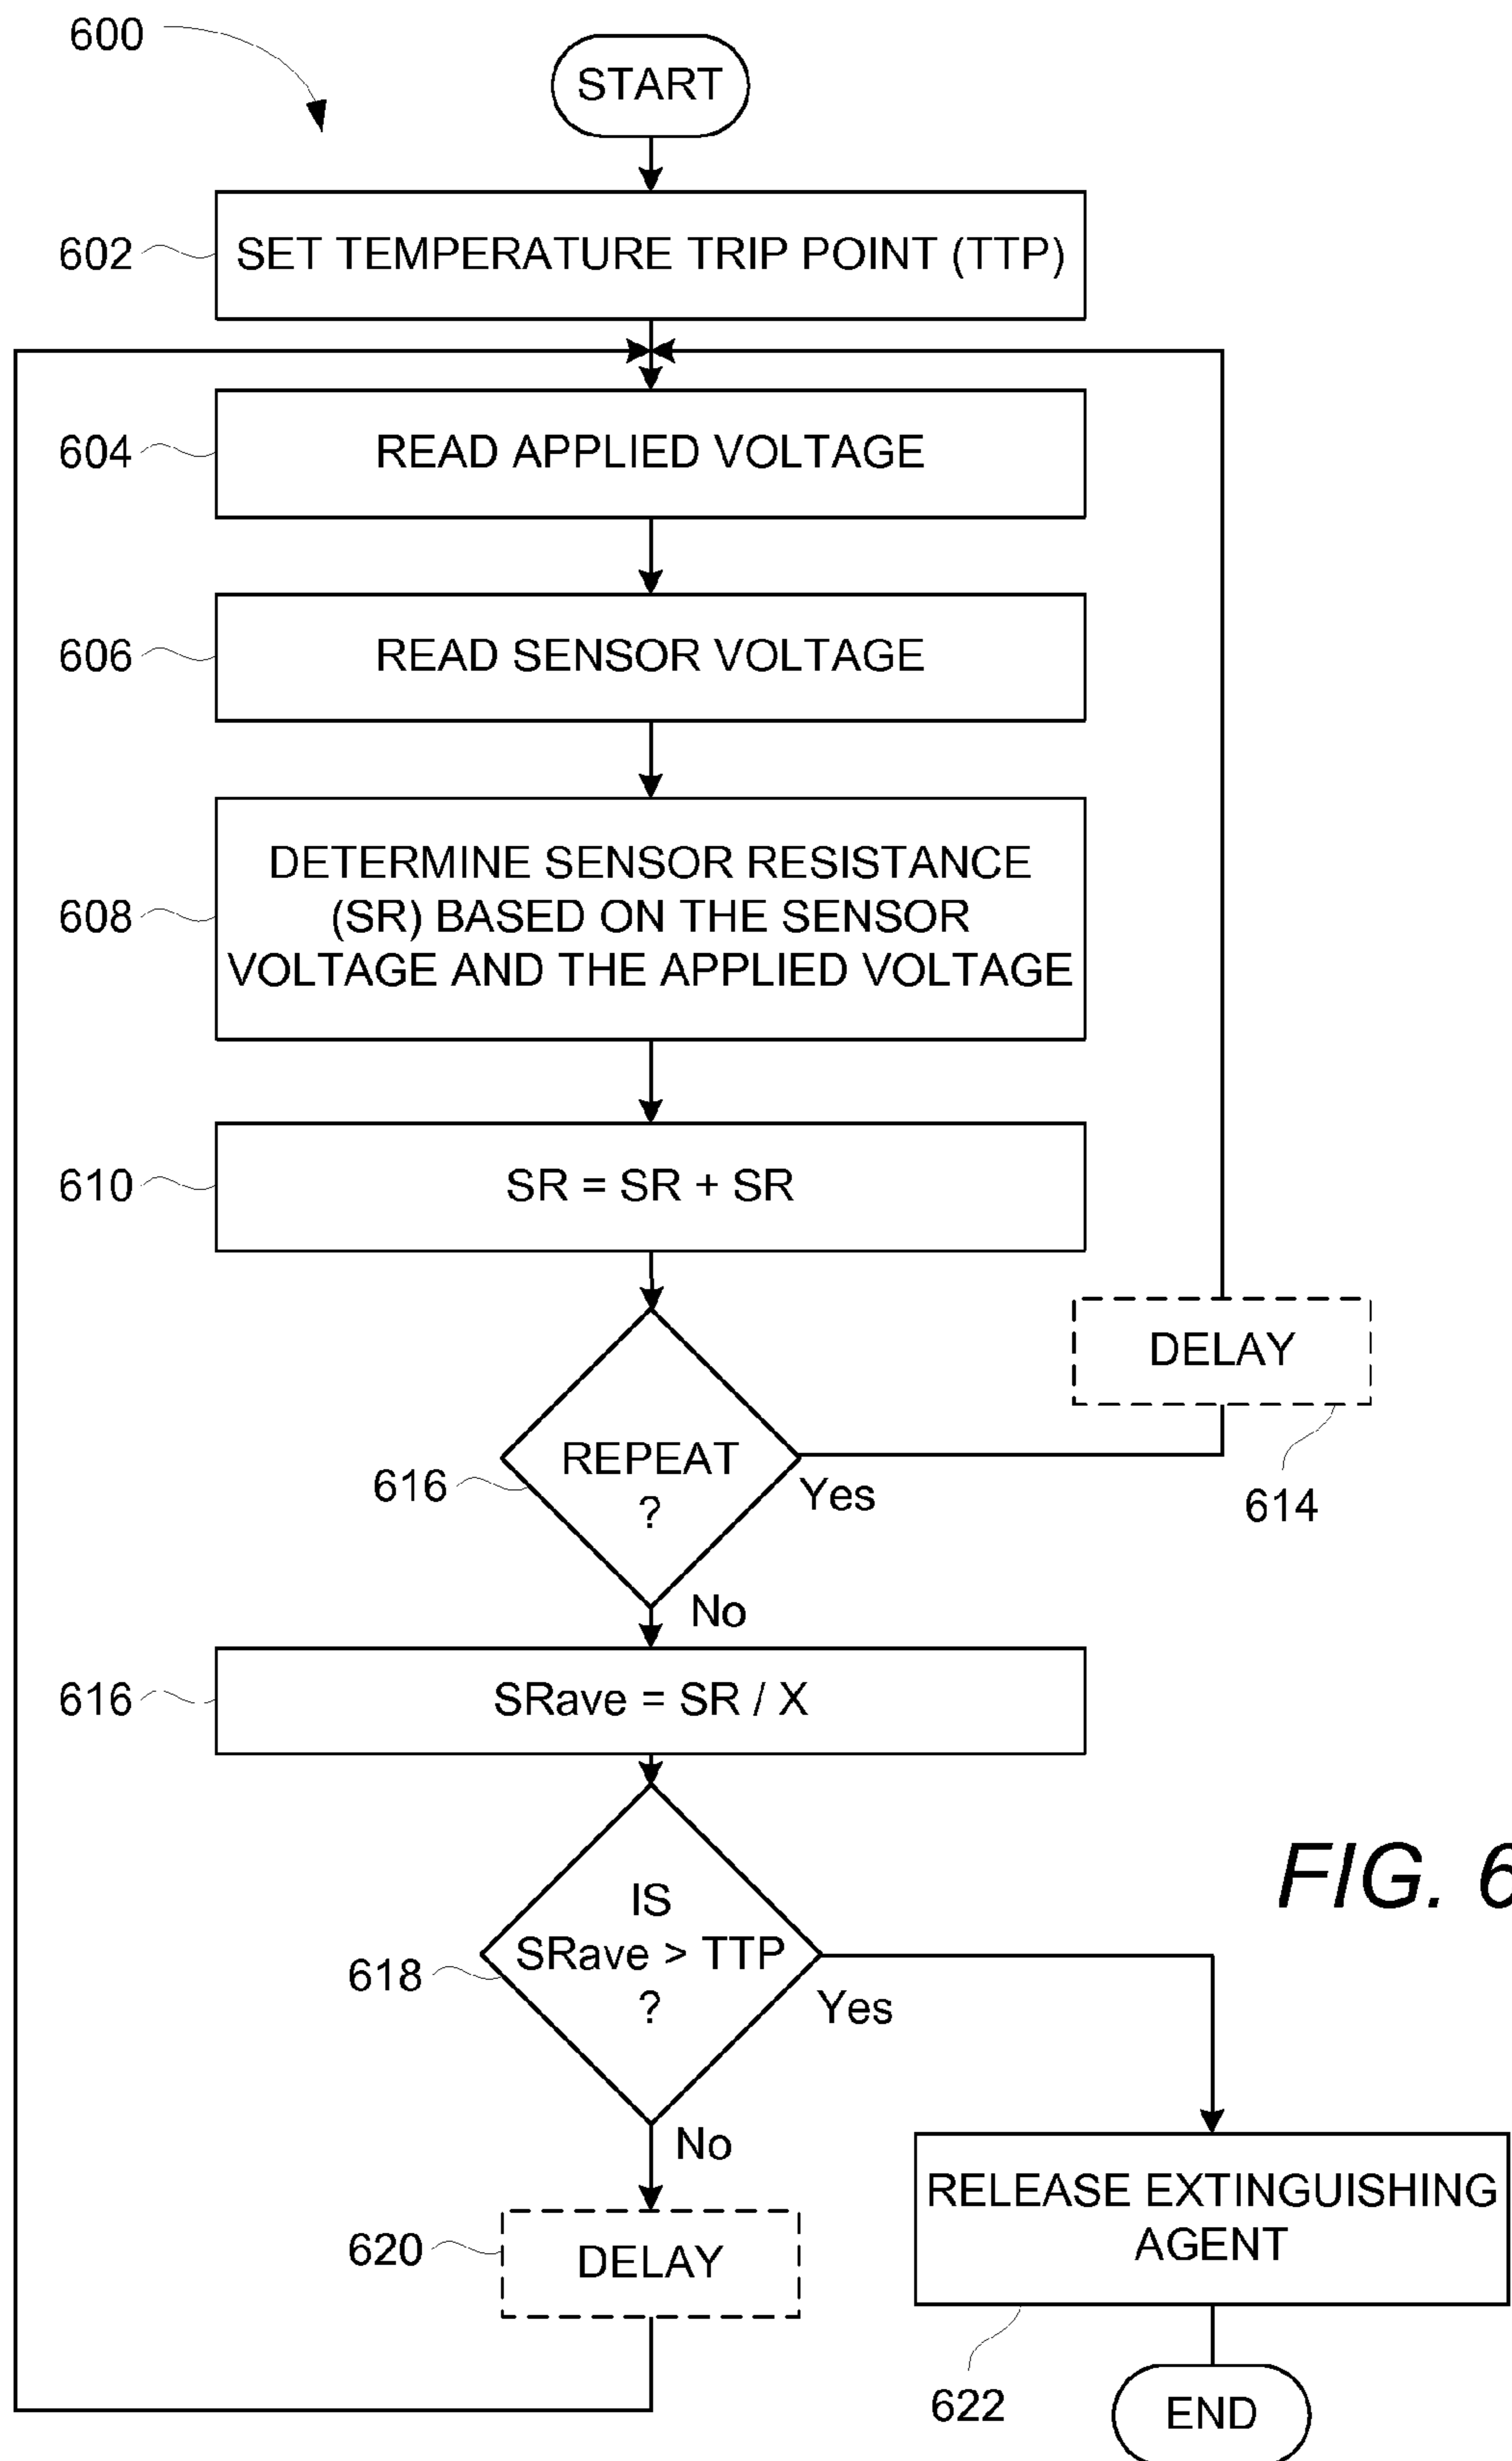 600
START
602
SET TEMPERATURE TRIP POINT (TTP)
604
READ APPLIED VOLTAGE
606
READ SENSOR VOLTAGE
608
DETERMINE SENSOR RESISTANCE
(SR) BASED ON THE SENSOR
VOLTAGE AND THE APPLIED VOLTAGE
610
SR = SR + SR
DELAY
614
616
REPEAT
?
Yes
No
616
SRave = SR / X
FIG. 6
618
IS
SRave > TTP
?
Yes
No
620
DELAY
RELEASE EXTINGUISHING
AGENT
622
END